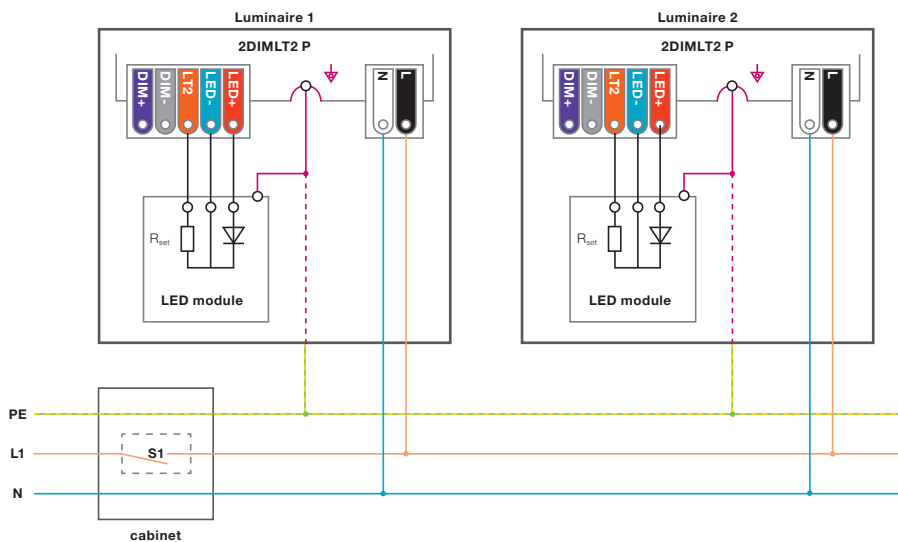 Luminaire 1
2DIMLT2 P
DIM+
DIM-
LT2
LED-
LED+
N
L
Rset
LED module
Luminaire 2
2DIMLT2 P
DIM+
DIM-
LT2
LED-
LED+
N
L
Rset
LED module
PE
L1
S1
N
cabinet